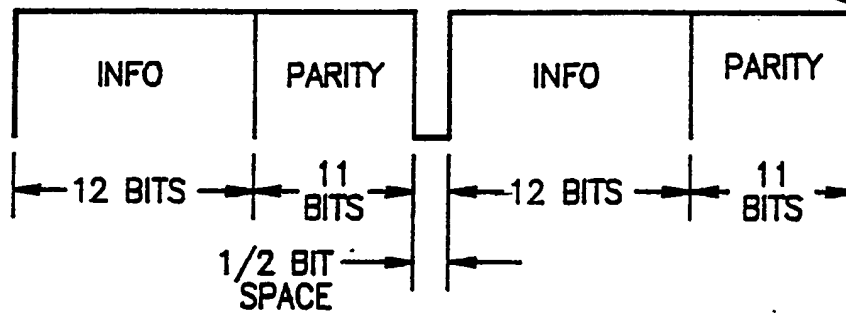 INFO PARITY INFO PARITY
12 BITS 11 BITS 12 BITS 11 BITS
1/2 BIT
SPACE